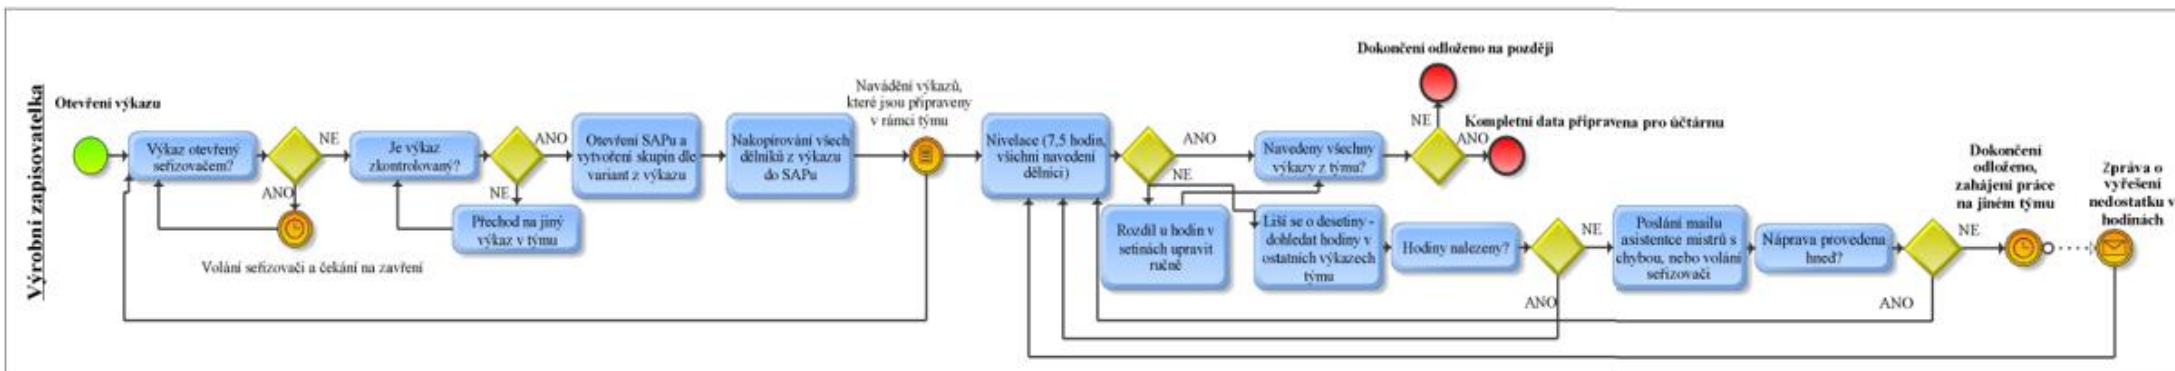 Výrobní zapisovatelka
Otevření výkazu
Výkaz otevřený
seřizovačem?
NE
ANO
Volání seřizovači a čekání na zavření
Je výkaz
zkontrolovaný?
ANO
NE
Přechod na jiný
výkaz v týmu
Otevření SAPu a
vytvoření skupin dle
variant z výkazu
Nakopírování všech
dělníků z výkazu
do SAPu
Navádění výkazů,
které jsou připraveny
v rámci týmu
Nivelace (7,5 hodin,
všichni navedení
dělníci)
ANO
NE
Rozdíl u hodin v
setinách upravit
ručně
Navedeny všechny
výkazy z týmu?
NE
Dokončení odloženo na později
ANO
Kompletní data připravena pro účtárnu
Liší se o desetiny -
dohledat hodiny v
ostatních výkazech
týmu
Hodiny nalezeny?
NE
ANO
Poslání mailu
asistence mistrů s
chybou, nebo volání
seřizovači
Náprava provedena
hned?
NE
ANO
Dokončení
odloženo,
zahájení práce
na jiném týmu
Zpráva o
vyřešení
nedostatku v
hodinách